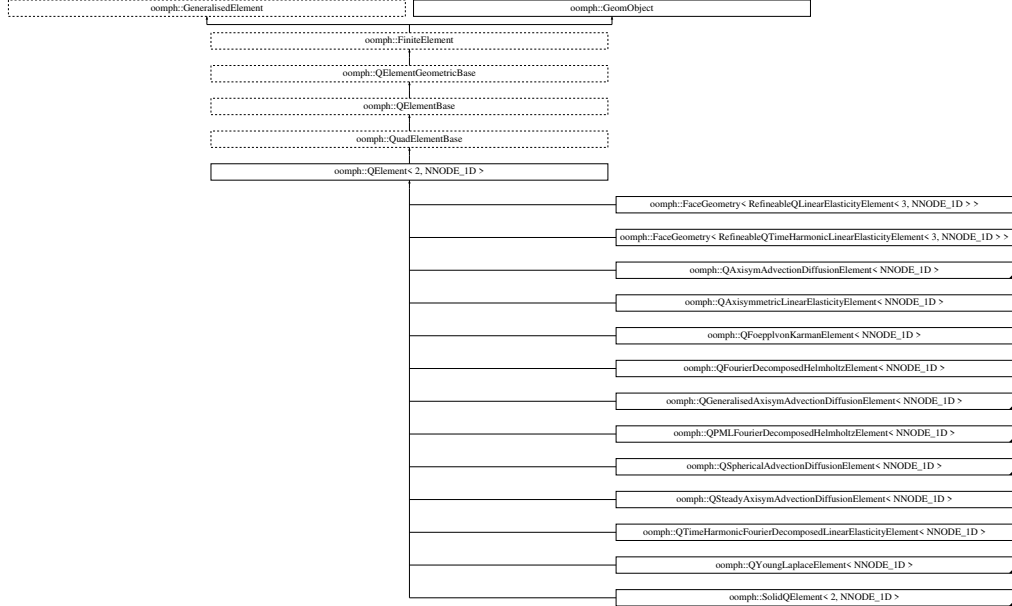 oomph::GeneralisedElement
oomph::GeomObject
oomph::FiniteElement
oomph::QElementGeometricBase
oomph::QElementBase
oomph::QuadElementBase
oomph::QElement< 2, NNODE_1D >
oomph::FaceGeometry< RefineableQLinearElasticityElement< 3, NNODE_1D > >
oomph::FaceGeometry< RefineableQTimeHarmonicLinearElasticityElement< 3, NNODE_1D > >
oomph::QAxisymAdvectionDiffusionElement< NNODE_1D >
oomph::QAxisymmetricLinearElasticityElement< NNODE_1D >
oomph::QFoepplvonKarmanElement< NNODE_1D >
oomph::QFourierDecomposedHelmholtzElement< NNODE_1D >
oomph::QGeneralisedAxisymAdvectionDiffusionElement< NNODE_1D >
oomph::QPMLFourierDecomposedHelmholtzElement< NNODE_1D >
oomph::QSphericalAdvectionDiffusionElement< NNODE_1D >
oomph::QSteadyAxisymAdvectionDiffusionElement< NNODE_1D >
oomph::QTimeHarmonicFourierDecomposedLinearElasticityElement< NNODE_1D >
oomph::QYoungLaplaceElement< NNODE_1D >
oomph::SolidQElement< 2, NNODE_1D >